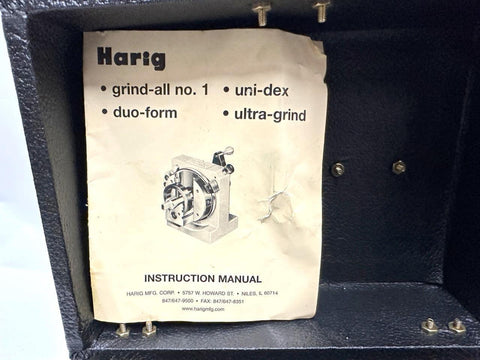 Harig
• grind-all no. 1 • uni-dex
• duo-form • ultra-grind
INSTRUCTION MANUAL
HARIG MFG. CORP. • 5757 W. HOWARD ST. • NILES, IL 60714
847/647-9500 • FAX: 847/647-8351
www.harigmfg.com